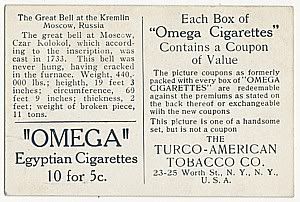 The Great Bell at the Kremlin
Moscow, Russia
The great bell at Moscow,
Czar Kolokol, which according
to the inscription, was
cast in 1733. This bell was
never hung, having cracked
in the furnace. Weight, 440,-
000 lbs.; height, 19 feet 3
inches; circumference, 60
feet 9 inches; thickness, 2
feet; weight of broken piece,
11 tons.
"OMEGA"
Egyptian Cigarettes
10 for 5c.
Each Box of
"Omega Cigarettes"
Contains a Coupon
of Value
The picture coupons as formerly
packed with every box of "OMEGA
CIGARETTES" are redeemable
against the premiums as stated on
the back thereof or exchangeable
with the new coupons
This picture is one of a handsome
set, but is not a coupon
THE
TURCO-AMERICAN
TOBACCO CO.
23-25 Worth St., N. Y., N. Y.,
U. S. A.